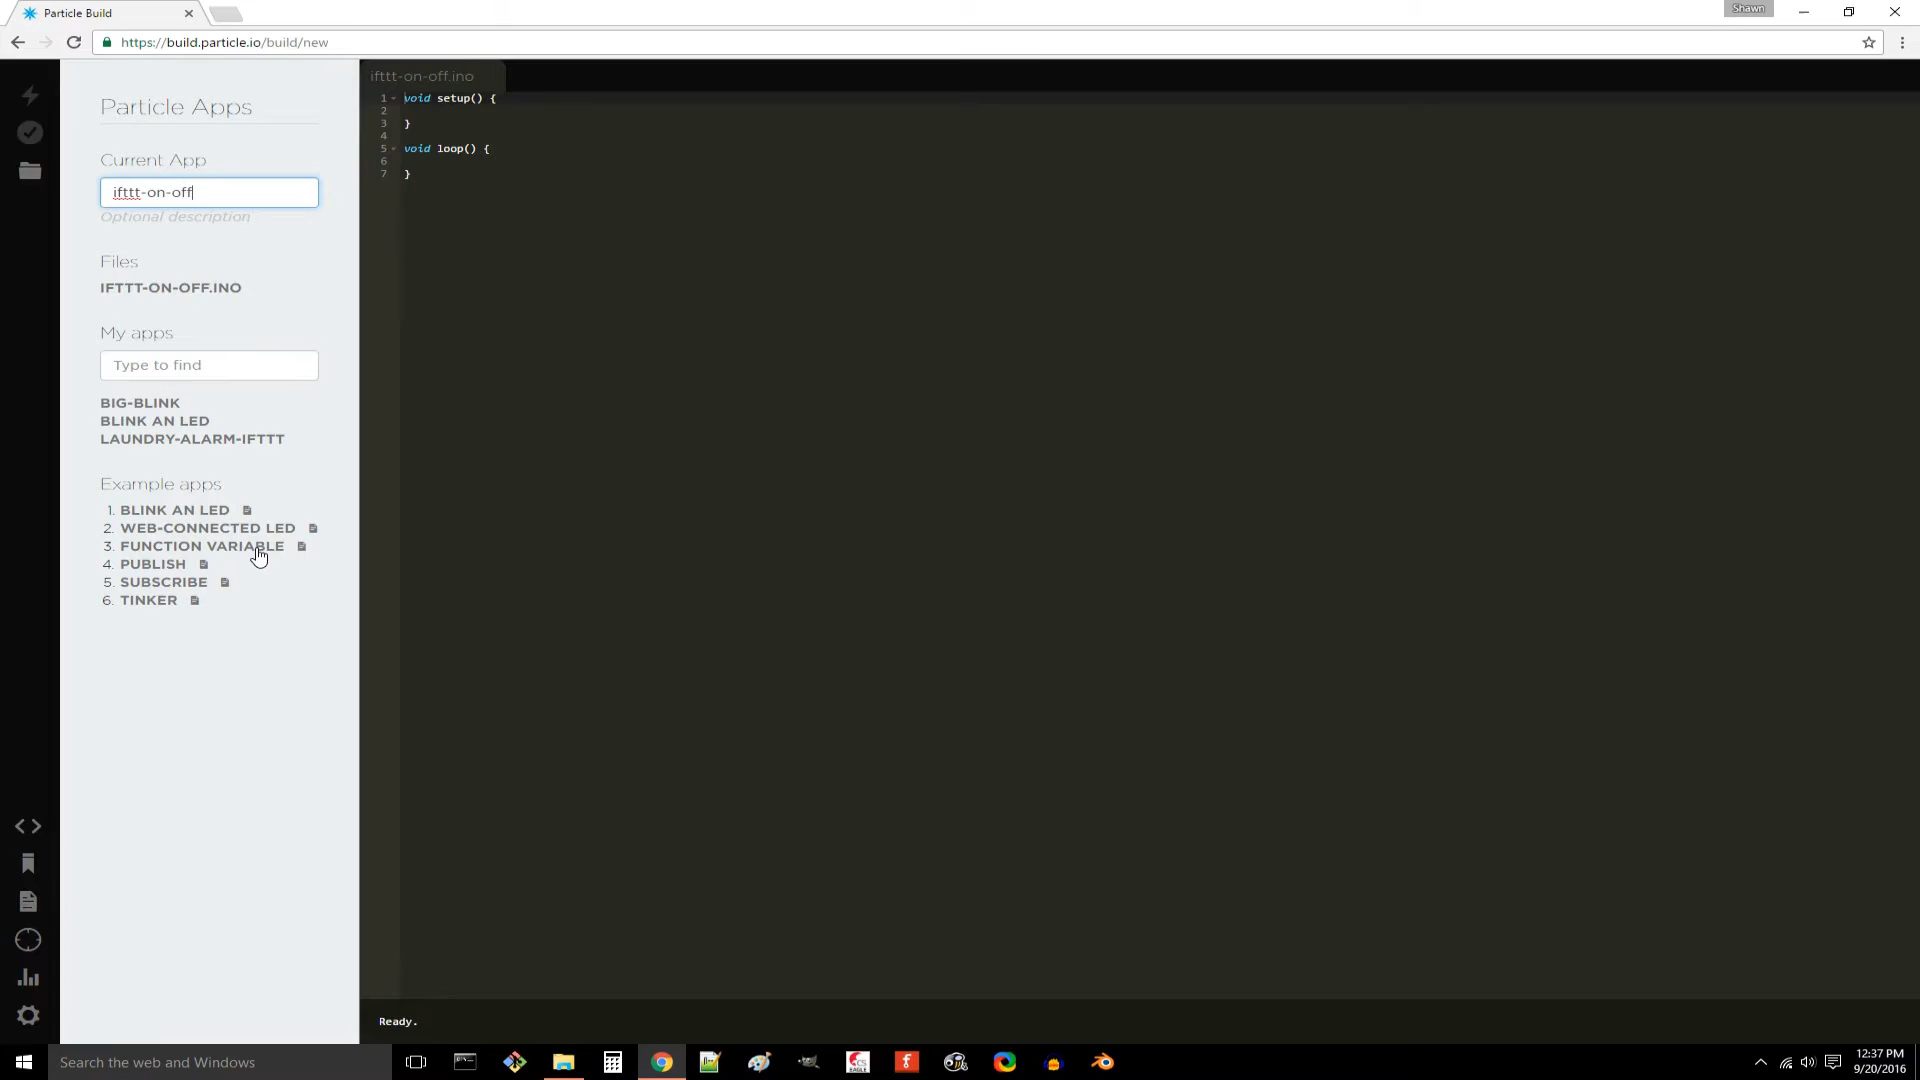 Particle Build
Shawn
https://build.particle.io/build/new
Particle Apps
Current App
ifttt-on-off
Optional description
Files
IFTTT-ON-OFF.INO
My apps
Type to find
BIG-BLINK
BLINK AN LED
LAUNDRY-ALARM-IFTTT
Example apps
1. BLINK AN LED
2. WEB-CONNECTED LED
3. FUNCTION VARIABLE
4. PUBLISH
5. SUBSCRIBE
6. TINKER
ifttt-on-off.ino
1 void setup() {
2
3 }
4
5 void loop() {
6
7 }
Ready.
Search the web and Windows
CS
EAGLE
f
12:37 PM
9/20/2016